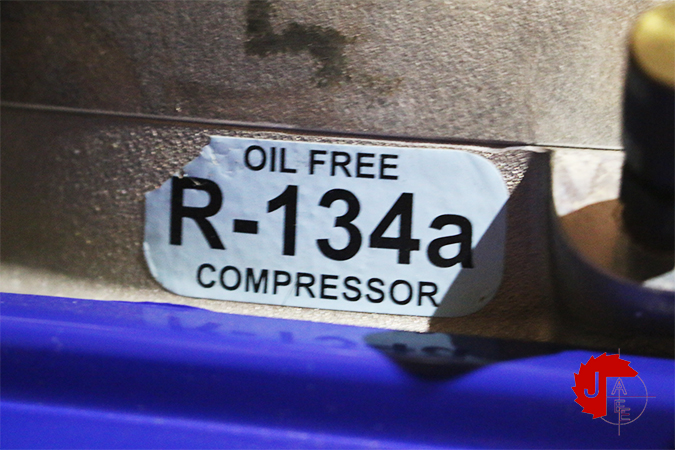 OIL FREE
R-134a
COMPRESSOR
J